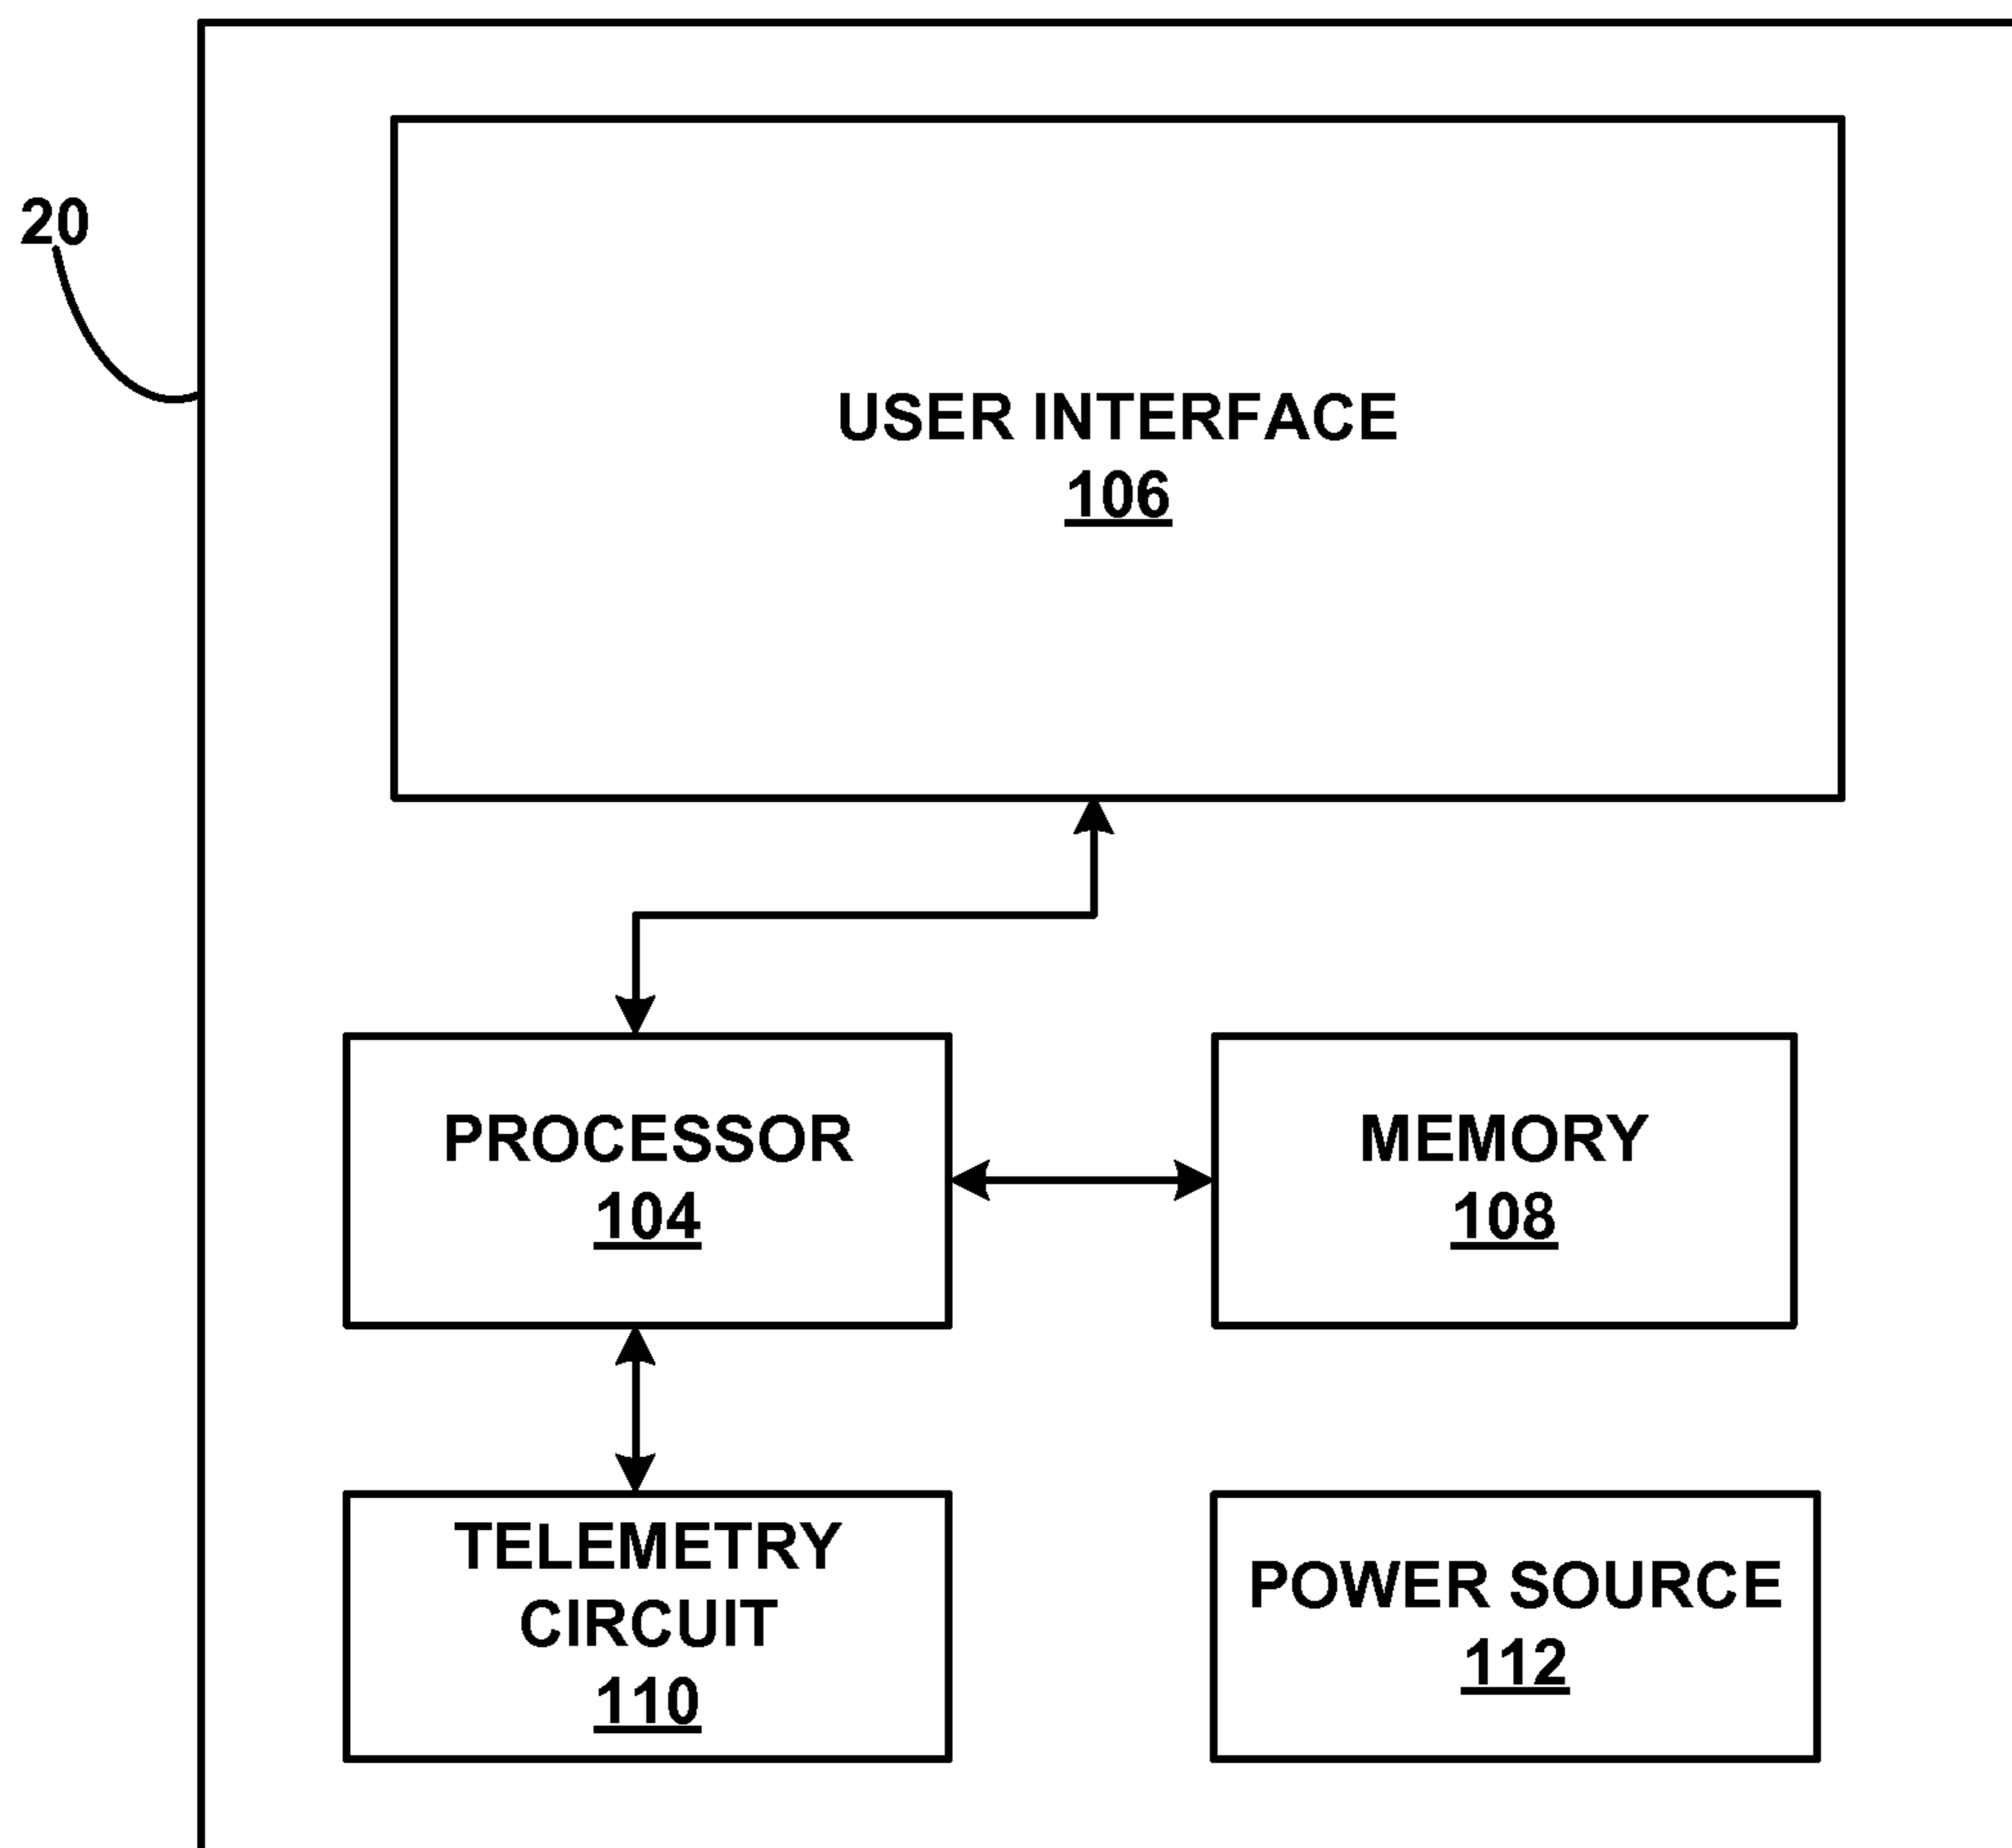 20
USER INTERFACE
106
PROCESSOR
104
MEMORY
108
TELEMETRY
CIRCUIT
110
POWER SOURCE
112